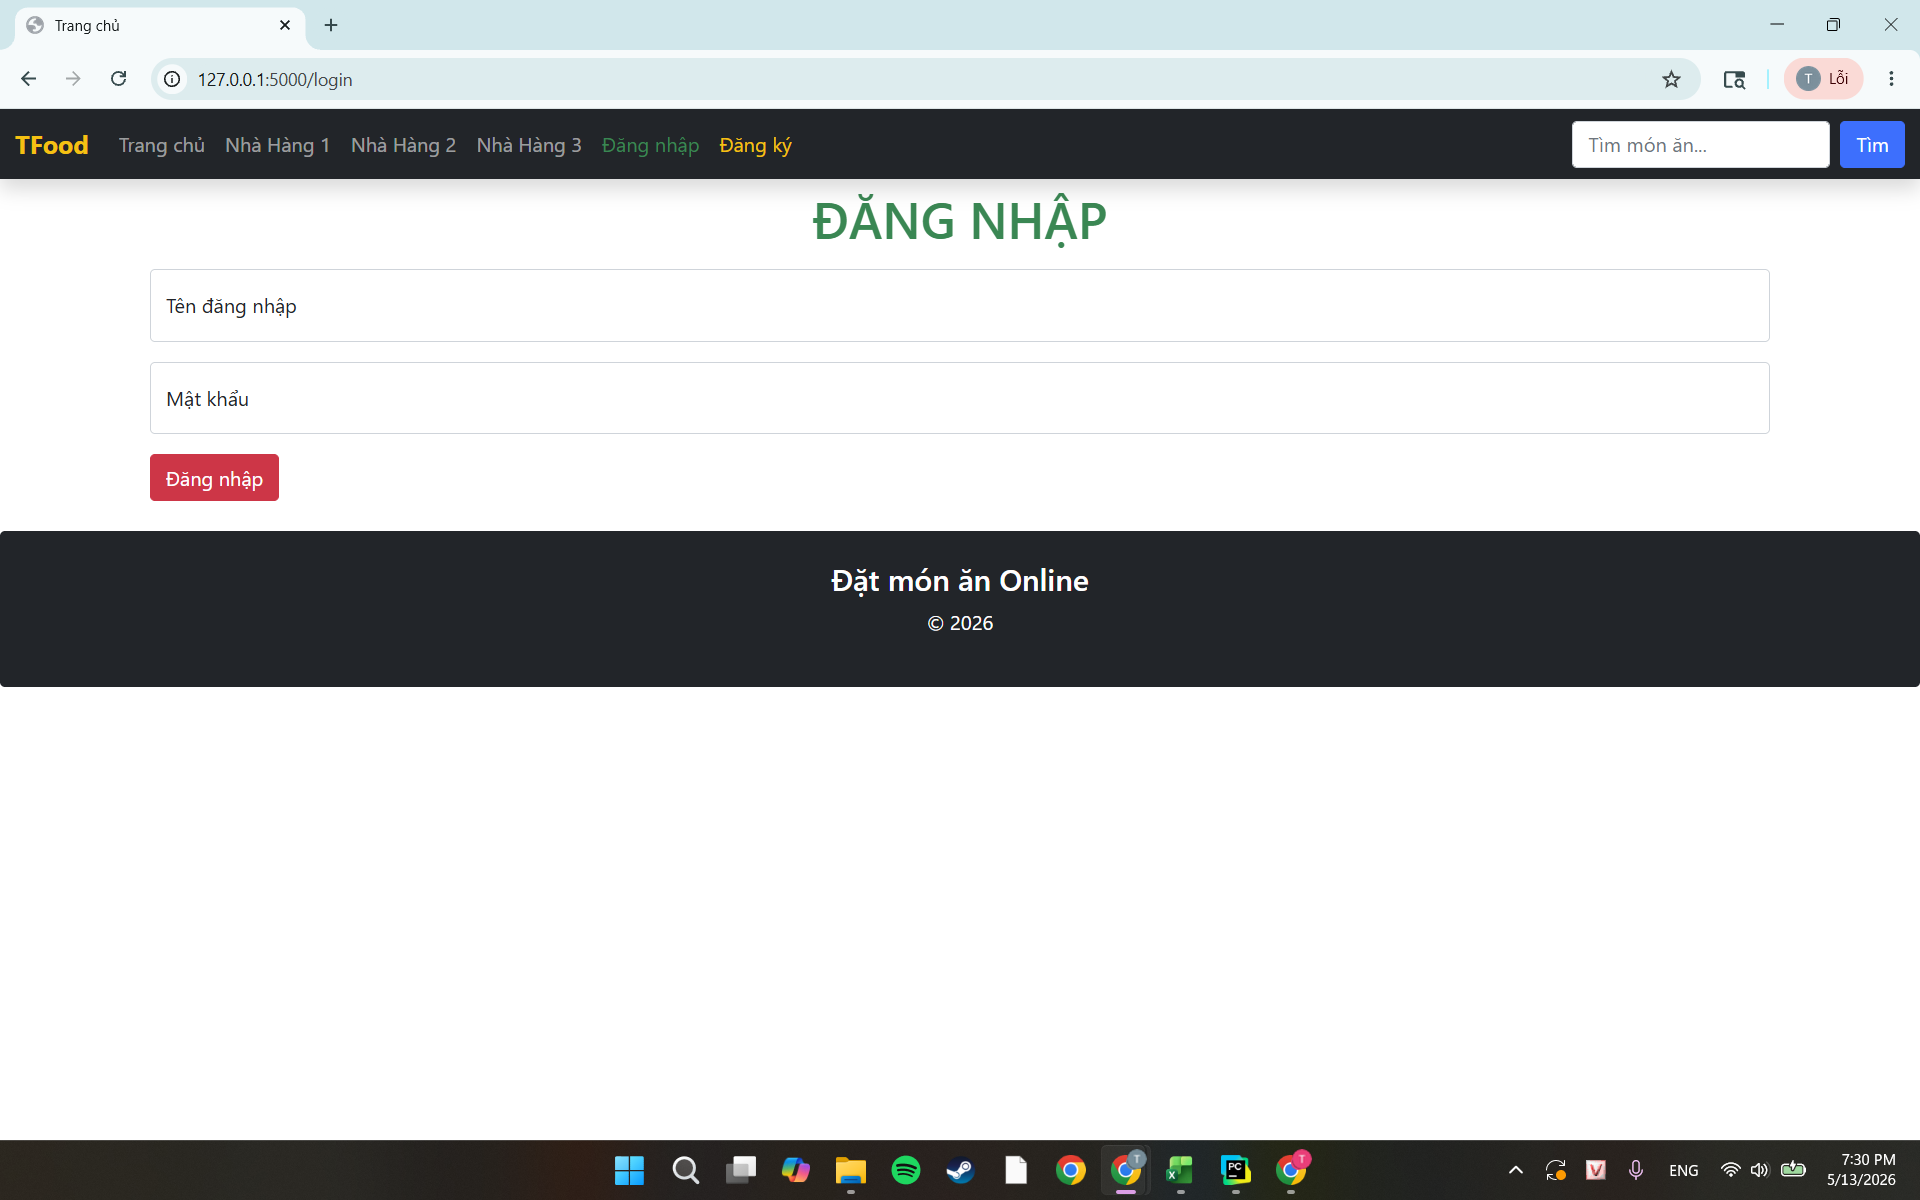 Trang chủ
127.0.0.1:5000/login
T Lỗi
TFood Trang chủ Nhà Hàng 1 Nhà Hàng 2 Nhà Hàng 3 Đăng nhập Đăng ký Tìm món ăn... Tìm
ĐĂNG NHẬP
Tên đăng nhập
Mật khẩu
Đăng nhập
Đặt món ăn Online
© 2026
T
X
PC
T
V
ENG
7:30 PM
5/13/2026